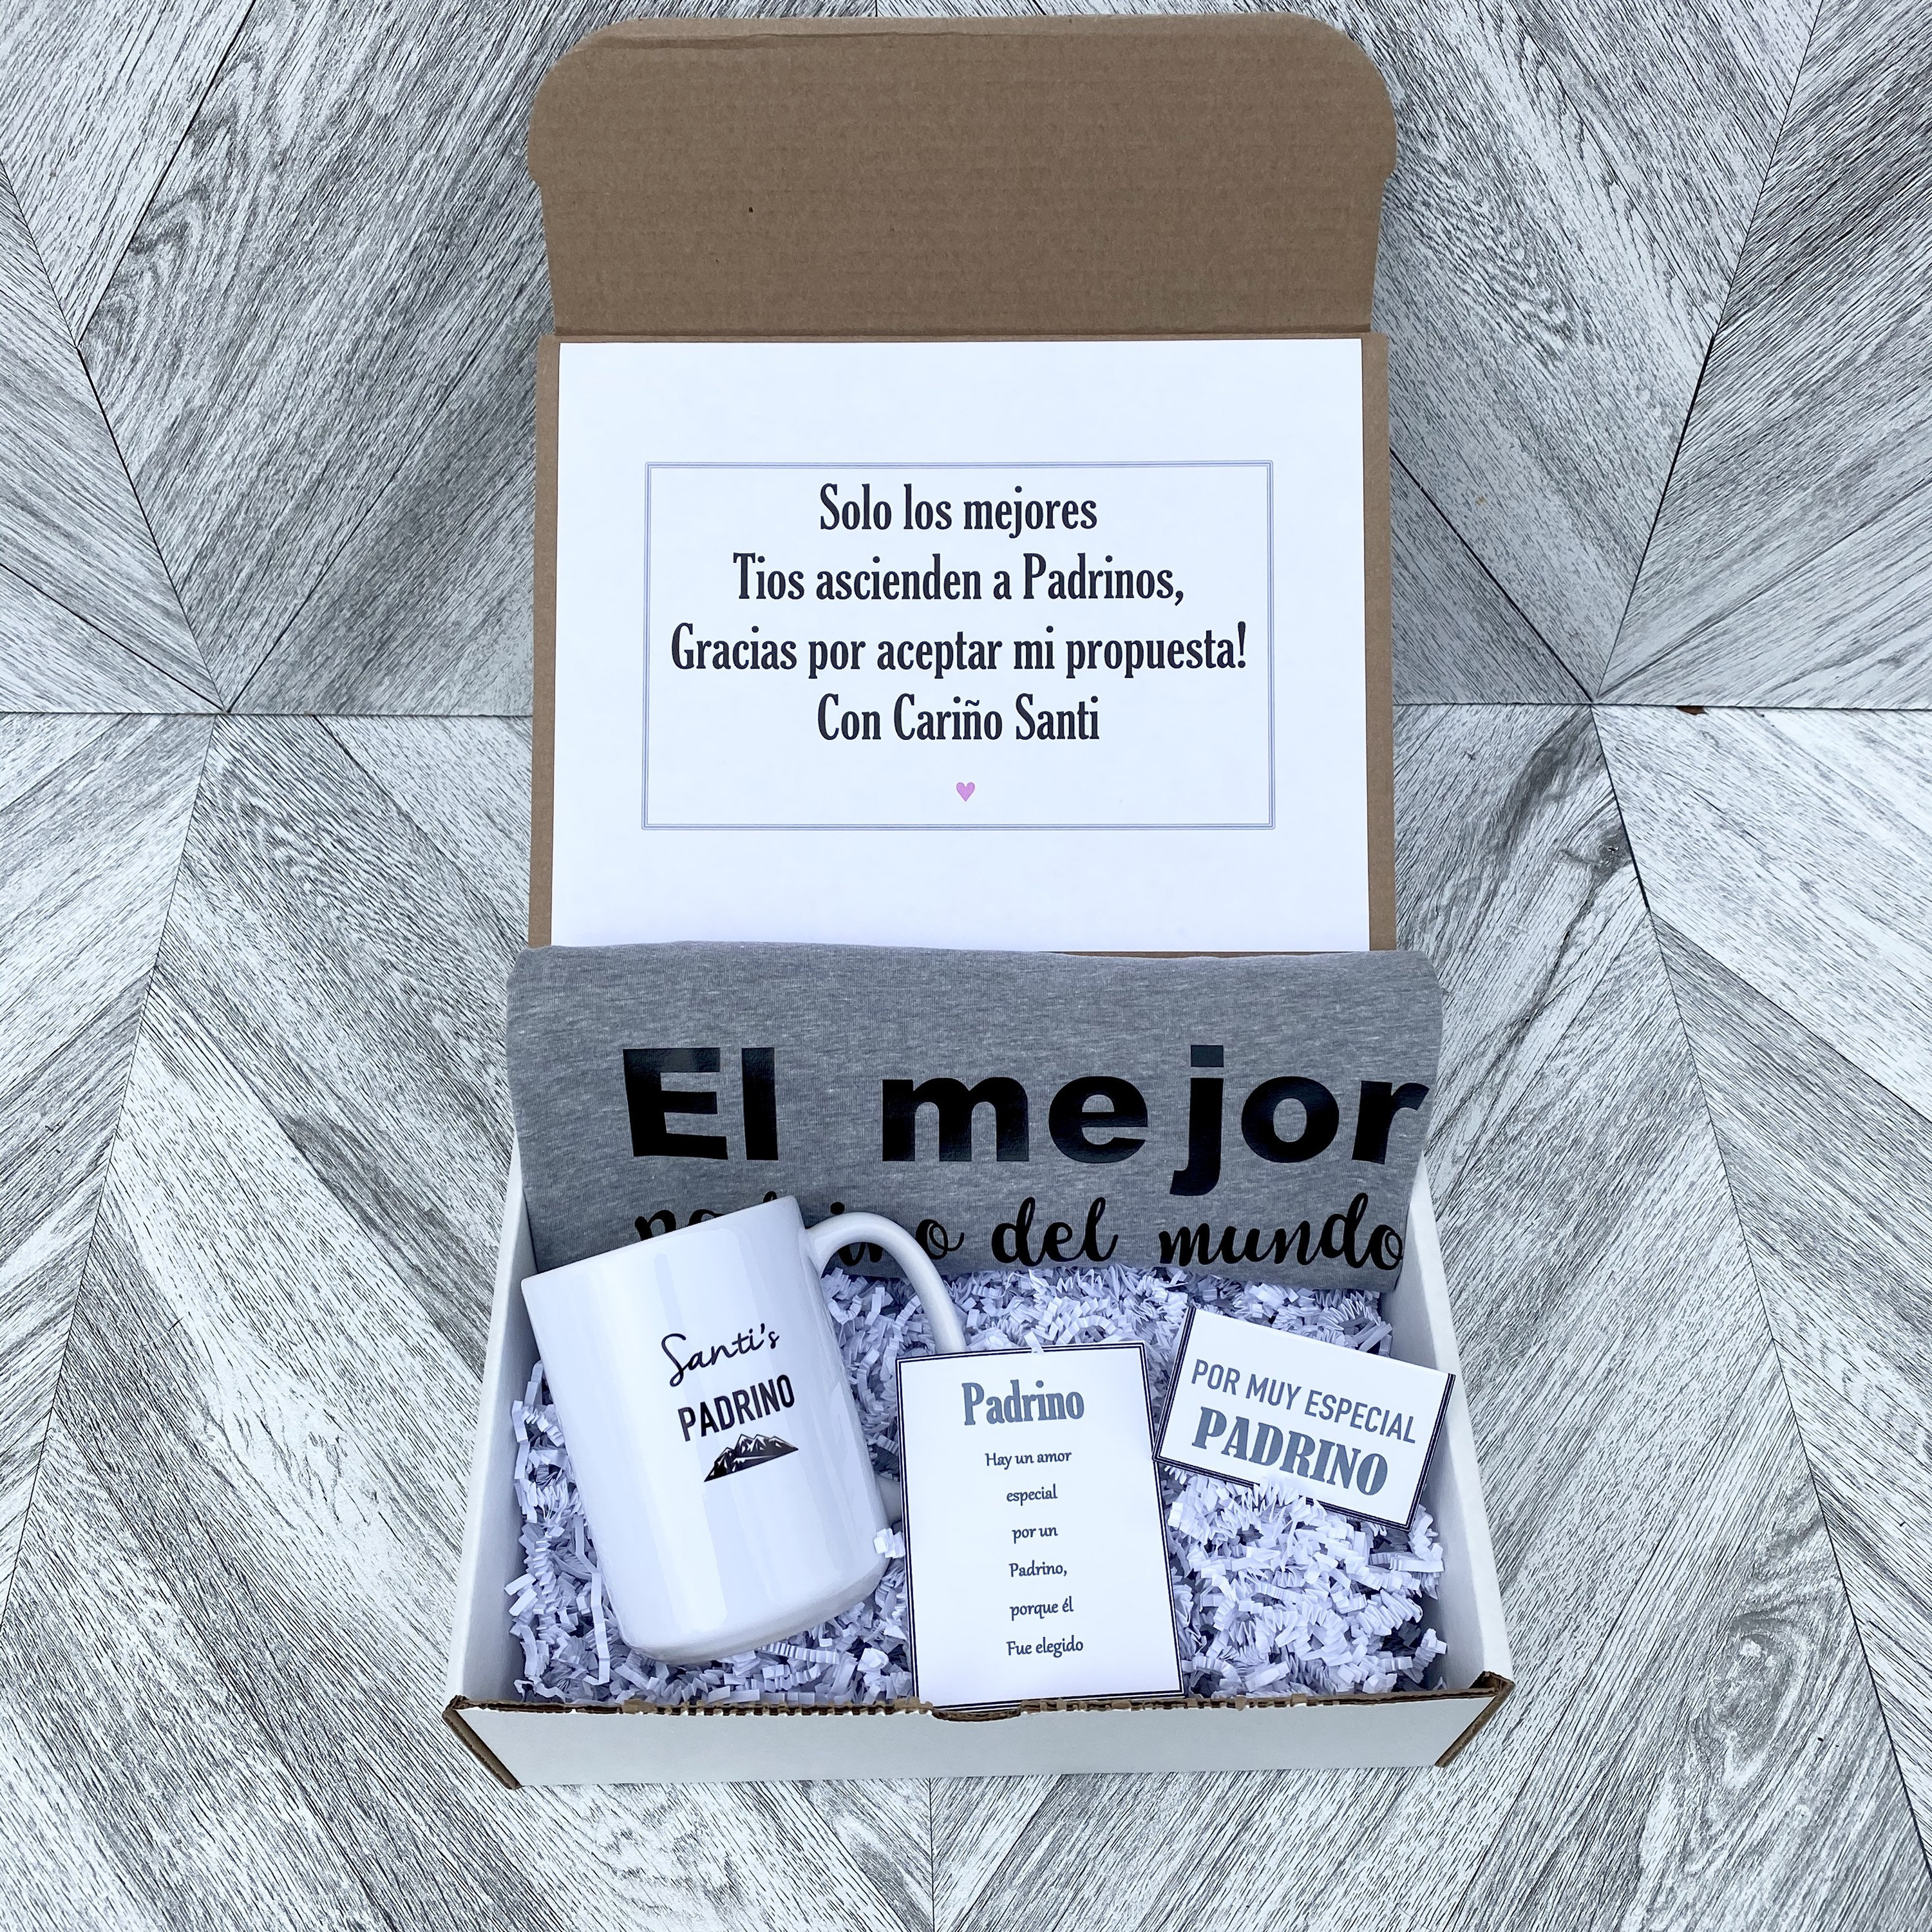 Solo los mejores
Tios ascienden a Padrinos,
Gracias por aceptar mi propuesta!
Con Cariño Santi
El mejor
padrino del mundo
Santi's
PADRINO
Padrino
Hay un amor
especial
por un
Padrino,
porque él
Fue elegido
POR MUY ESPECIAL
PADRINO